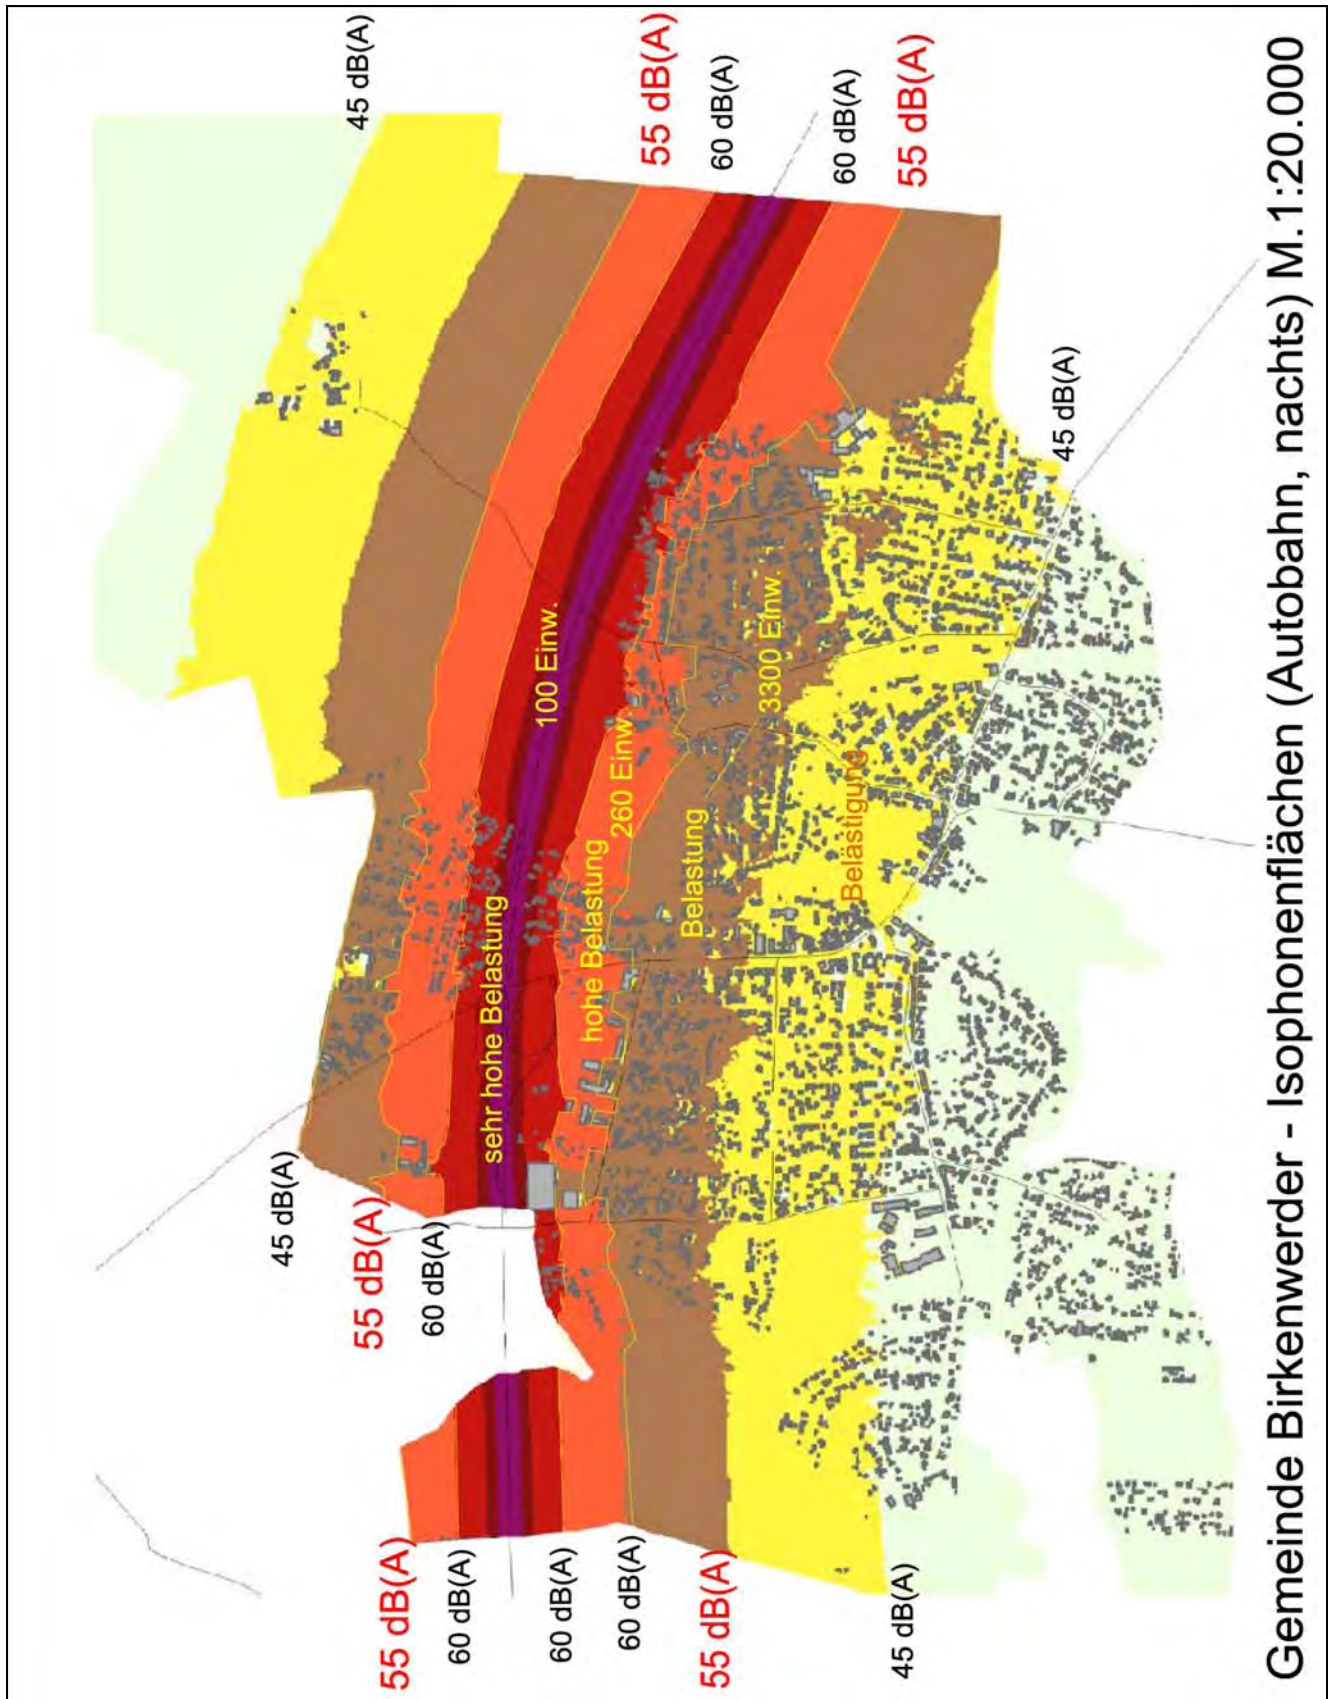 45 dB(A)
45 dB(A)
55 dB(A)
55 dB(A)
60 dB(A)
60 dB(A)
sehr hohe Belastung
100 Einw.
60 dB(A)
hohe Belastung
260 Einw.
60 dB(A)
55 dB(A)
Belastung
55 dB(A)
60 dB(A)
3300 Einw.
60 dB(A)
Belästigung
45 dB(A)
55 dB(A)
45 dB(A)
Gemeinde Birkenwerder - Isophonenflächen (Autobahn, nachts) M.1:20.000